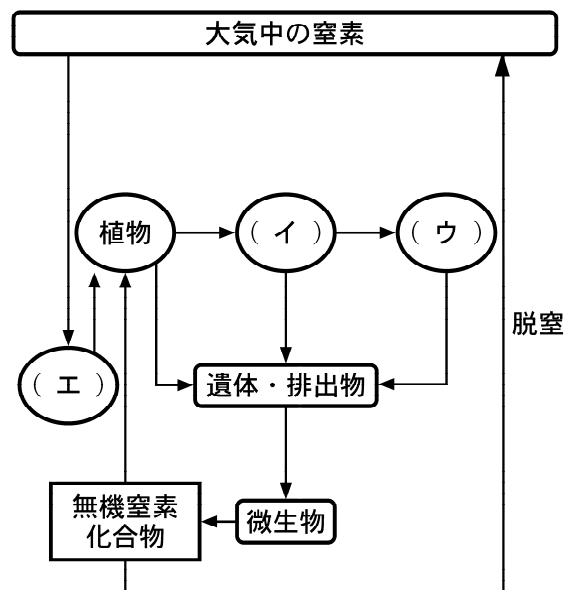 大気中の窒素
植物
( イ )
( ウ )
脱窒
( エ )
遺体・排出物
無機窒素
化合物
微生物